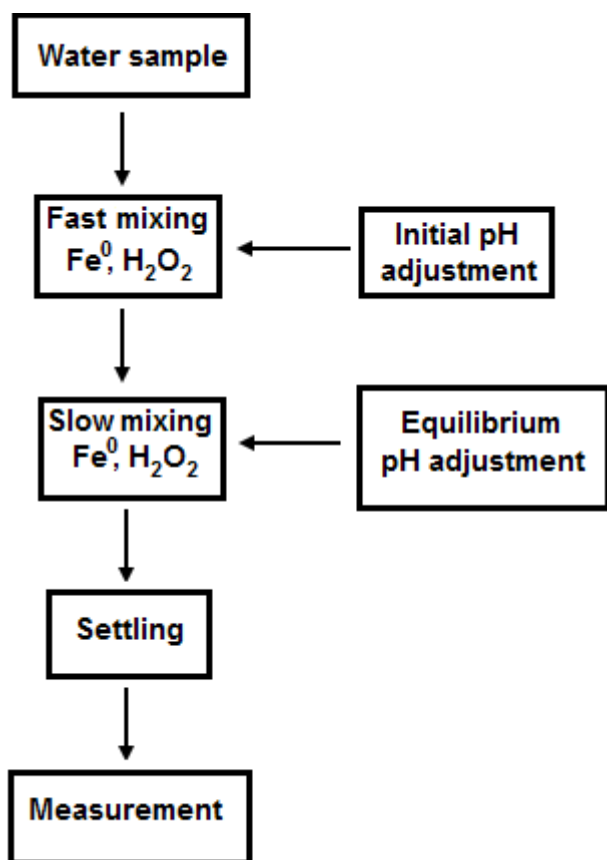 Water sample
Fast mixing
Fe⁰, H₂O₂
Initial pH
adjustment
Slow mixing
Fe⁰, H₂O₂
Equilibrium
pH adjustment
Settling
Measurement